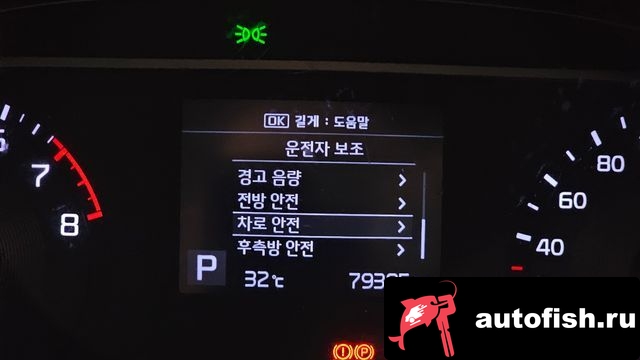 OK 길게 : 도움말
운전자 보조
경고 음량
전방 안전
차로 안전
후측방 안전
P
32℃
7
8
80
60
40
P
autofish.ru